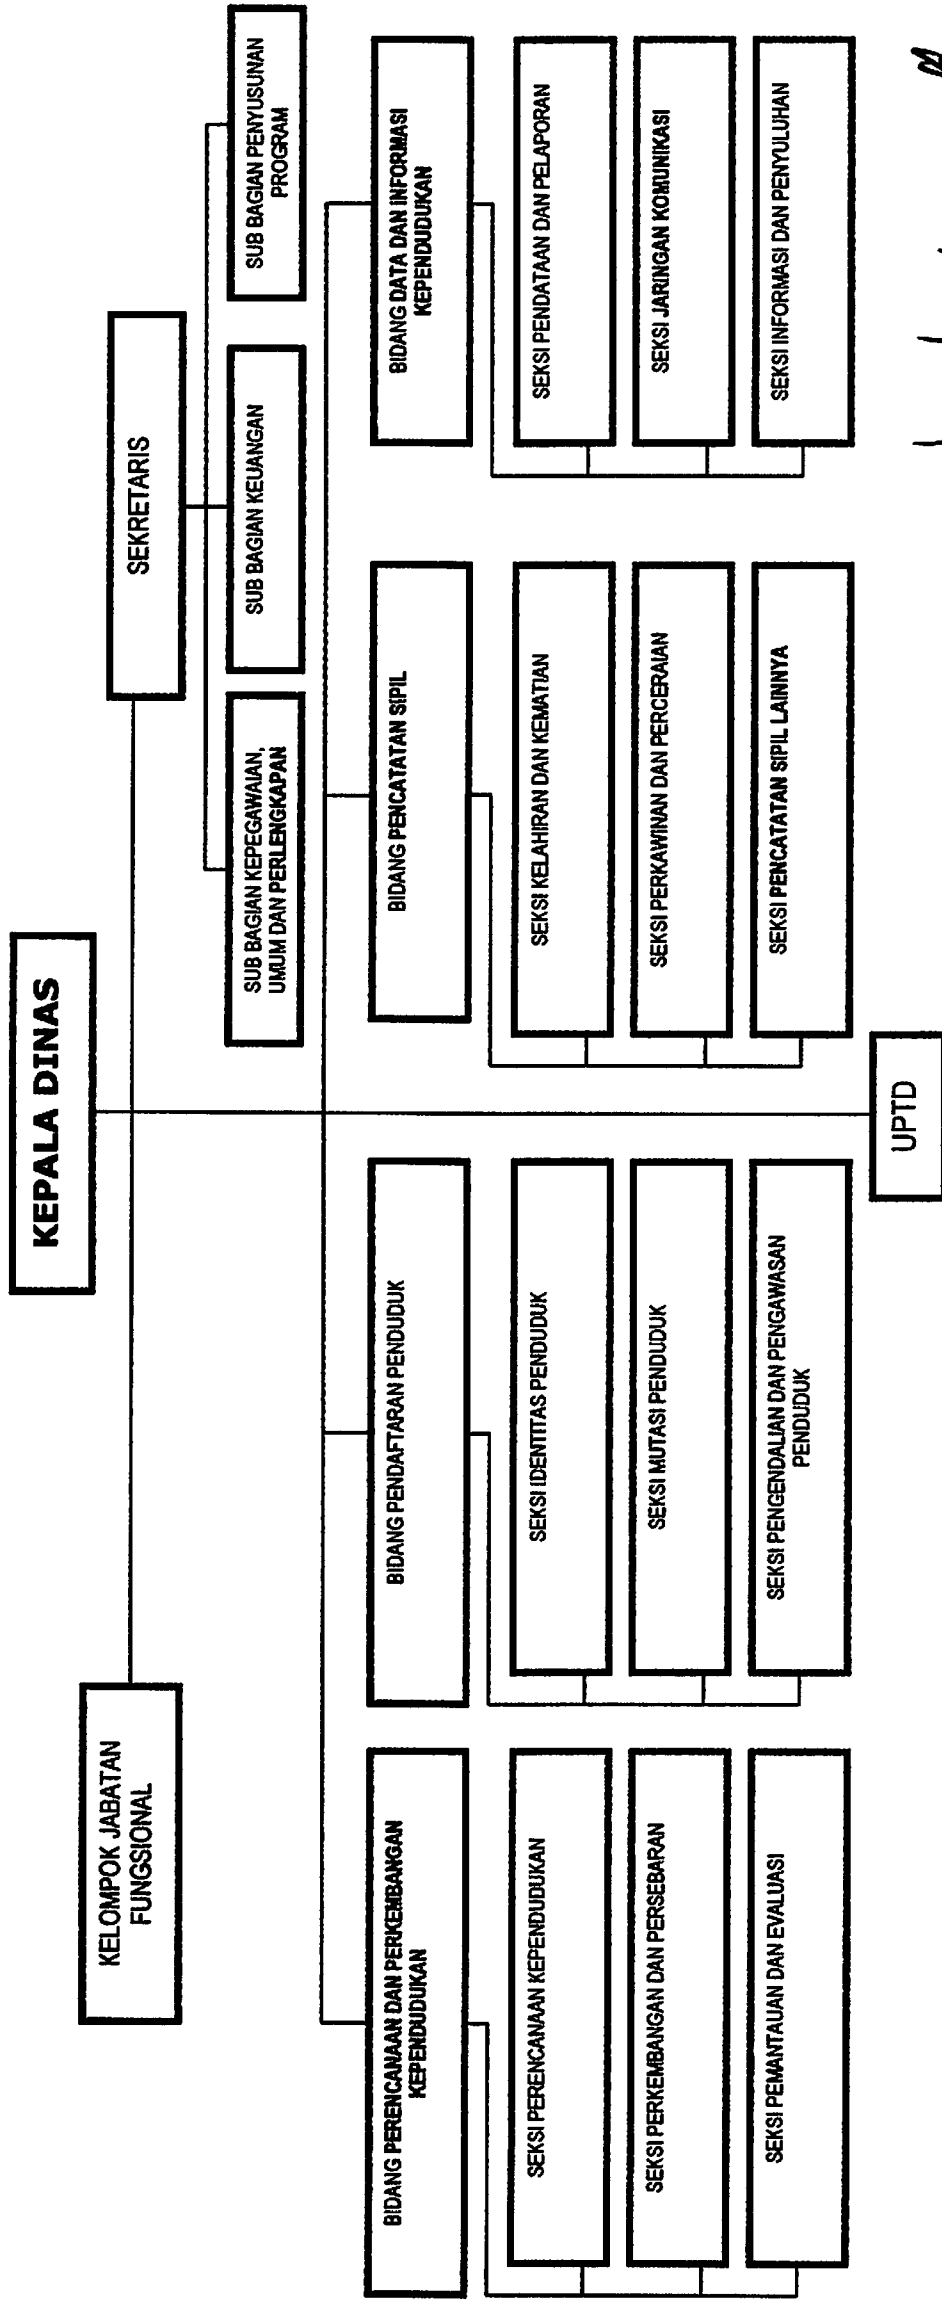 KEPALA DINAS
KELOMPOK JABATAN
FUNGSIONAL
SEKRETARIS
SUB BAGIAN KEPEGAWAIAN,
UMUM DAN PERLENGKAPAN
SUB BAGIAN KEUANGAN
SUB BAGIAN PENYUSUNAN
PROGRAM
BIDANG PERENCANAAN DAN PERKEMBANGAN
KEPENDUDUKAN
SEKSI PERENCANAAN KEPENDUDUKAN
SEKSI PERKEMBANGAN DAN PERSEBARAN
SEKSI PEMANTAUAN DAN EVALUASI
BIDANG PENDAFTARAN PENDUDUK
SEKSI IDENTITAS PENDUDUK
SEKSI MUTASI PENDUDUK
SEKSI PENGENDALIAN DAN PENGAWASAN
PENDUDUK
BIDANG PENCATATAN SIPIL
SEKSI KELAHIRAN DAN KEMATIAN
SEKSI PERKAWINAN DAN PERCERAIAN
SEKSI PENCATATAN SIPIL LAINNYA
BIDANG DATA DAN INFORMASI
KEPENDUDUKAN
SEKSI PENDATAAN DAN PELAPORAN
SEKSI JARINGAN KOMUNIKASI
SEKSI INFORMASI DAN PENYULUHAN
UPTD